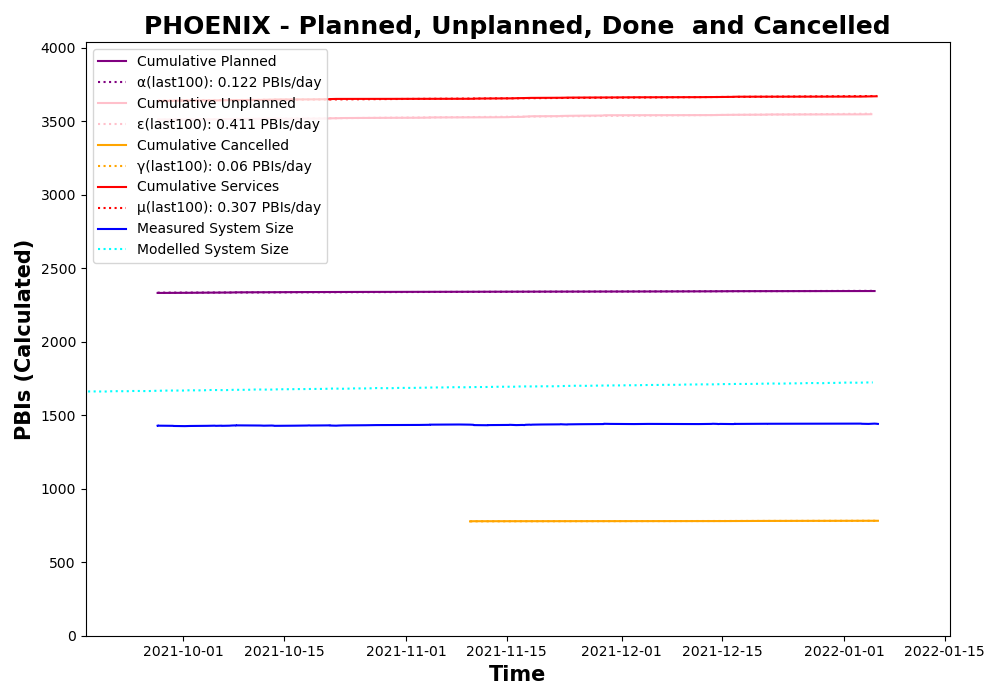 PHOENIX - Planned, Unplanned, Done  and Cancelled
PBIs (Calculated)
4000
3500
3000
2500
2000
1500
1000
500
0
Cumulative Planned
α(last100): 0.122 PBIs/day
Cumulative Unplanned
ε(last100): 0.411 PBIs/day
Cumulative Cancelled
γ(last100): 0.06 PBIs/day
Cumulative Services
μ(last100): 0.307 PBIs/day
Measured System Size
Modelled System Size
2021-10-01 2021-10-15 2021-11-01 2021-11-15 2021-12-01 2021-12-15 2022-01-01 2022-01-15
Time